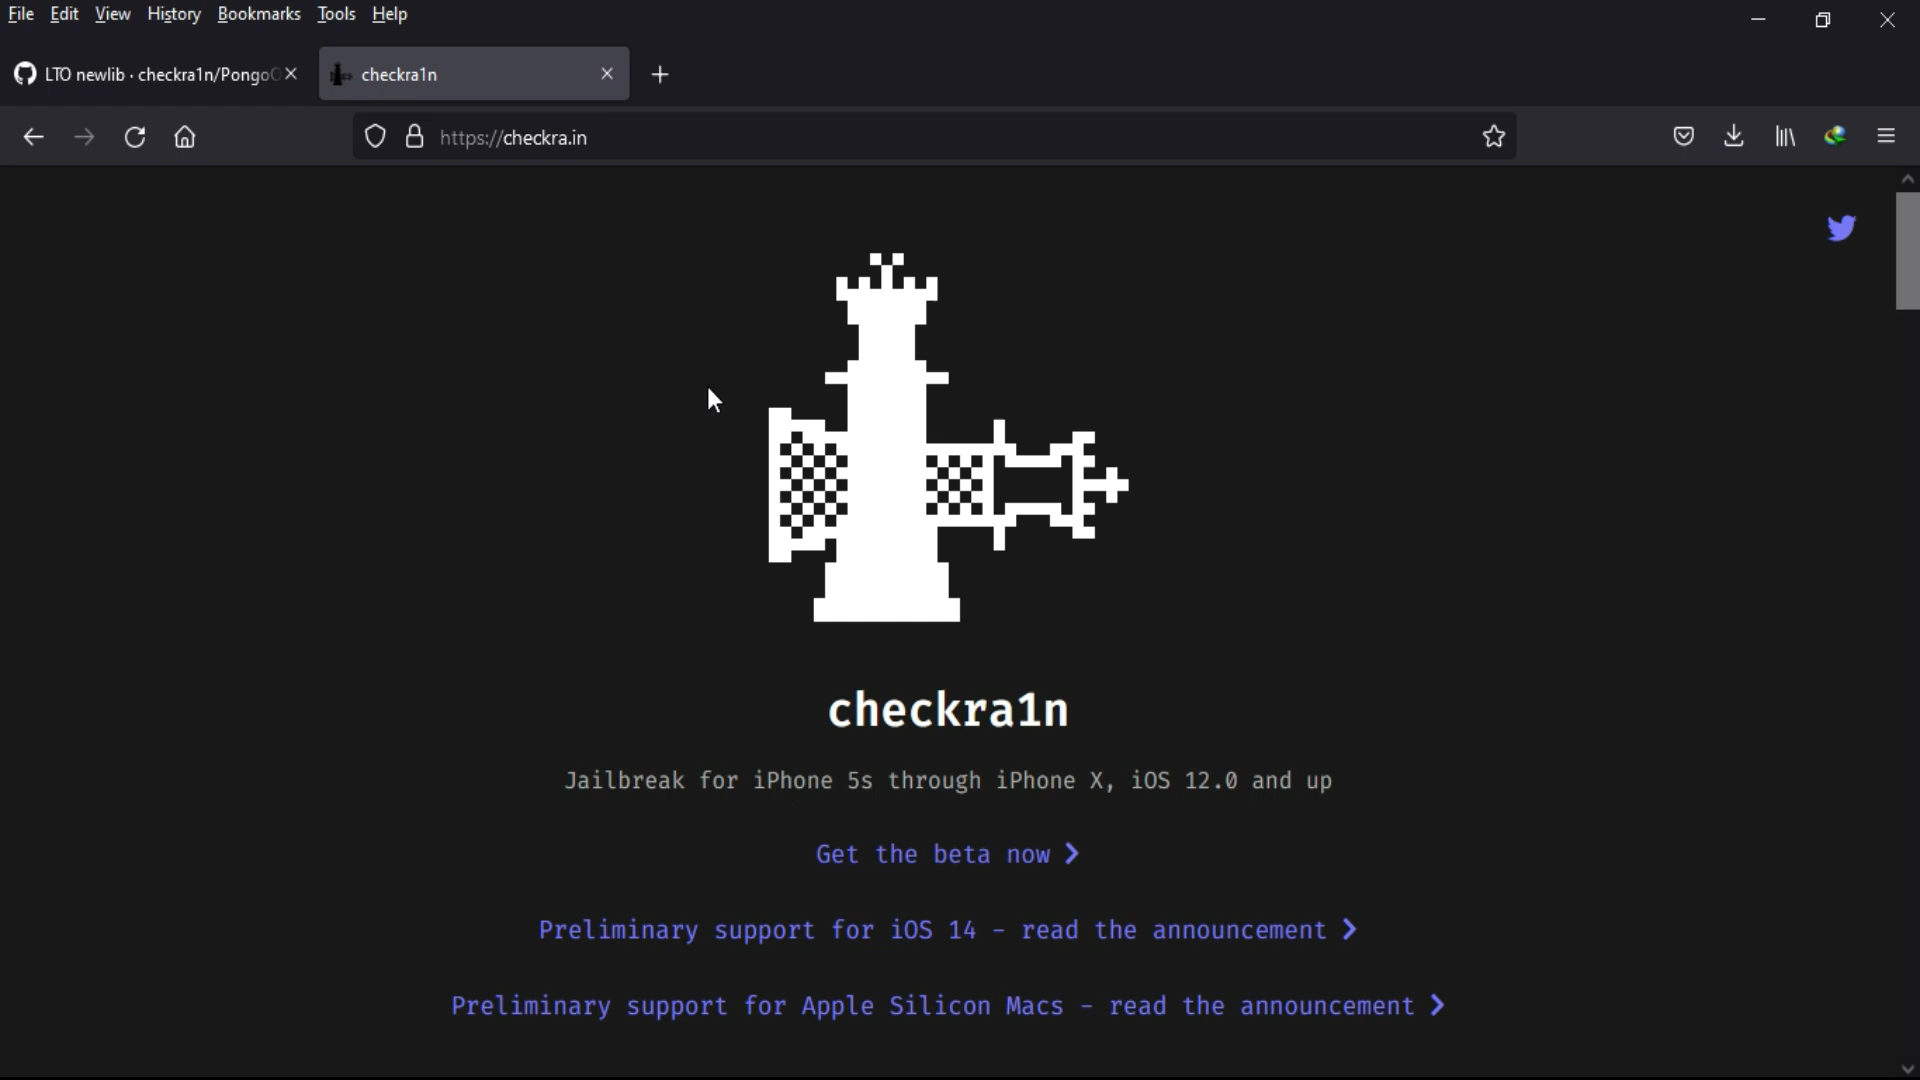 File Edit View History Bookmarks Tools Help
LTO newlib · checkra1n/PongoO
checkra1n
https://checkra.in
checkra1n
Jailbreak for iPhone 5s through iPhone X, iOS 12.0 and up
Get the beta now
Preliminary support for iOS 14 – read the announcement
Preliminary support for Apple Silicon Macs – read the announcement